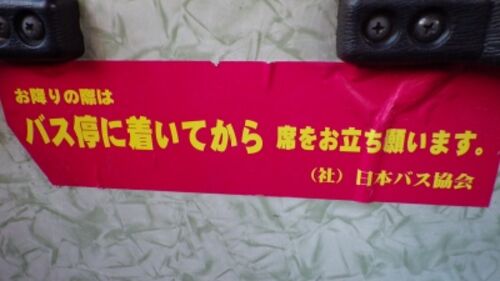 お降りの際は
バス停に着いてから 席をお立ち願います。
（社）日本バス協会